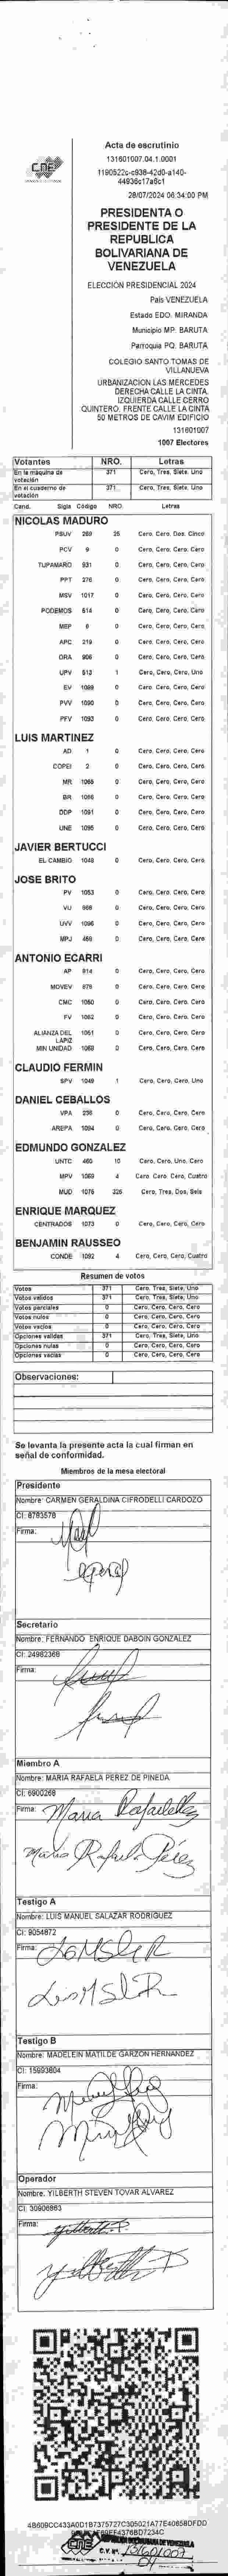 Acta de escrutinio
131601007.04.1.0001
1190522c-c938-42d0-a140-
44936c17a6c1
28/07/2024 06:34:00 PM
PRESIDENTA O
PRESIDENTE DE LA
REPUBLICA
BOLIVARIANA DE
VENEZUELA
CNE
ELECCIÓN PRESIDENCIAL 2024
País VENEZUELA
Estado EDO. MIRANDA
Municipio MP. BARUTA
Parroquia PQ. BARUTA
COLEGIO SANTO TOMAS DE
VILLANUEVA
URBANIZACION LAS MERCEDES
DERECHA CALLE LA CINTA.
IZQUIERDA CALLE CERRO
QUINTERO. FRENTE CALLE LA CINTA
50 METROS DE CAVIM EDIFICIO
131601007
1007 Electores
Votantes NRO. Letras
En la máquina de votación 371 Cero, Tres, Siete, Uno
En el cuaderno de votación 371 Cero, Tres, Siete, Uno
Cand. Sigla Código NRO. Letras
NICOLAS MADURO
PSUV 269 25 Cero, Cero, Dos, Cinco
PCV 9 0 Cero, Cero, Cero, Cero
TUPAMARO 931 0 Cero, Cero, Cero, Cero
PPT 276 0 Cero, Cero, Cero, Cero
MSV 1017 0 Cero, Cero, Cero, Cero
PODEMOS 514 0 Cero, Cero, Cero, Cero
MEP 8 0 Cero, Cero, Cero, Cero
APC 219 0 Cero, Cero, Cero, Cero
ORA 906 0 Cero, Cero, Cero, Cero
UPV 513 1 Cero, Cero, Cero, Uno
EV 1089 0 Cero, Cero, Cero, Cero
PVV 1090 0 Cero, Cero, Cero, Cero
PFV 1093 0 Cero, Cero, Cero, Cero
LUIS MARTINEZ
AD 1 0 Cero, Cero, Cero, Cero
COPEI 2 0 Cero, Cero, Cero, Cero
MR 1065 0 Cero, Cero, Cero, Cero
BR 1066 0 Cero, Cero, Cero, Cero
DDP 1091 0 Cero, Cero, Cero, Cero
UNE 1095 0 Cero, Cero, Cero, Cero
JAVIER BERTUCCI
EL CAMBIO 1048 0 Cero, Cero, Cero, Cero
JOSE BRITO
PV 1053 0 Cero, Cero, Cero, Cero
VU 968 0 Cero, Cero, Cero, Cero
UVV 1096 0 Cero, Cero, Cero, Cero
MPJ 459 0 Cero, Cero, Cero, Cero
ANTONIO ECARRI
AP 914 0 Cero, Cero, Cero, Cero
MOVEV 879 0 Cero, Cero, Cero, Cero
CMC 1060 0 Cero, Cero, Cero, Cero
FV 1062 0 Cero, Cero, Cero, Cero
ALIANZA DEL LAPIZ 1051 0 Cero, Cero, Cero, Cero
MIN UNIDAD 1069 0 Cero, Cero, Cero, Cero
CLAUDIO FERMIN
SPV 1049 1 Cero, Cero, Cero, Uno
DANIEL CEBALLOS
VPA 236 0 Cero, Cero, Cero, Cero
AREPA 1094 0 Cero, Cero, Cero, Cero
EDMUNDO GONZALEZ
UNTC 460 10 Cero, Cero, Uno, Cero
MPV 1069 4 Cero, Cero, Cero, Cuatro
MUD 1076 326 Cero, Tres, Dos, Seis
ENRIQUE MARQUEZ
CENTRADOS 1073 0 Cero, Cero, Cero, Cero
BENJAMIN RAUSSEO
CONDE 1092 4 Cero, Cero, Cero, Cuatro
Resumen de votos
Votos 371 Cero, Tres, Siete, Uno
Votos validos 371 Cero, Tres, Siete, Uno
Votos parciales 0 Cero, Cero, Cero, Cero
Votos nulos 0 Cero, Cero, Cero, Cero
Votos vacios 0 Cero, Cero, Cero, Cero
Opciones validas 371 Cero, Tres, Siete, Uno
Opciones nulas 0 Cero, Cero, Cero, Cero
Opciones vacias 0 Cero, Cero, Cero, Cero
Observaciones:
Se levanta la presente acta la cual firman en
señal de conformidad.
Miembros de la mesa electoral
Presidente
Nombre: CARMEN GERALDINA CIFRODELLI CARDOZO
CI: 8783578
Firma:
Secretario
Nombre: FERNANDO ENRIQUE DABOIN GONZALEZ
CI: 24982368
Firma:
Miembro A
Nombre: MARIA RAFAELA PEREZ DE PINEDA
CI: 6900268
Firma: Maria Rafaela
Maria Rafaela Pérez
Testigo A
Nombre: LUIS MANUEL SALAZAR RODRIGUEZ
CI: 9054872
Firma:
Testigo B
Nombre: MADELEIN MATILDE GARZON HERNANDEZ
CI: 15993804
Firma:
Operador
Nombre: YILBERTH STEVEN TOVAR ALVAREZ
CI: 30906863
Firma:
4B609CC433A0D1B7375727C305021A77E40658DFDD
CNE REPÚBLICA BOLIVARIANA DE VENEZUELA
C.V. Nº 131601007
04